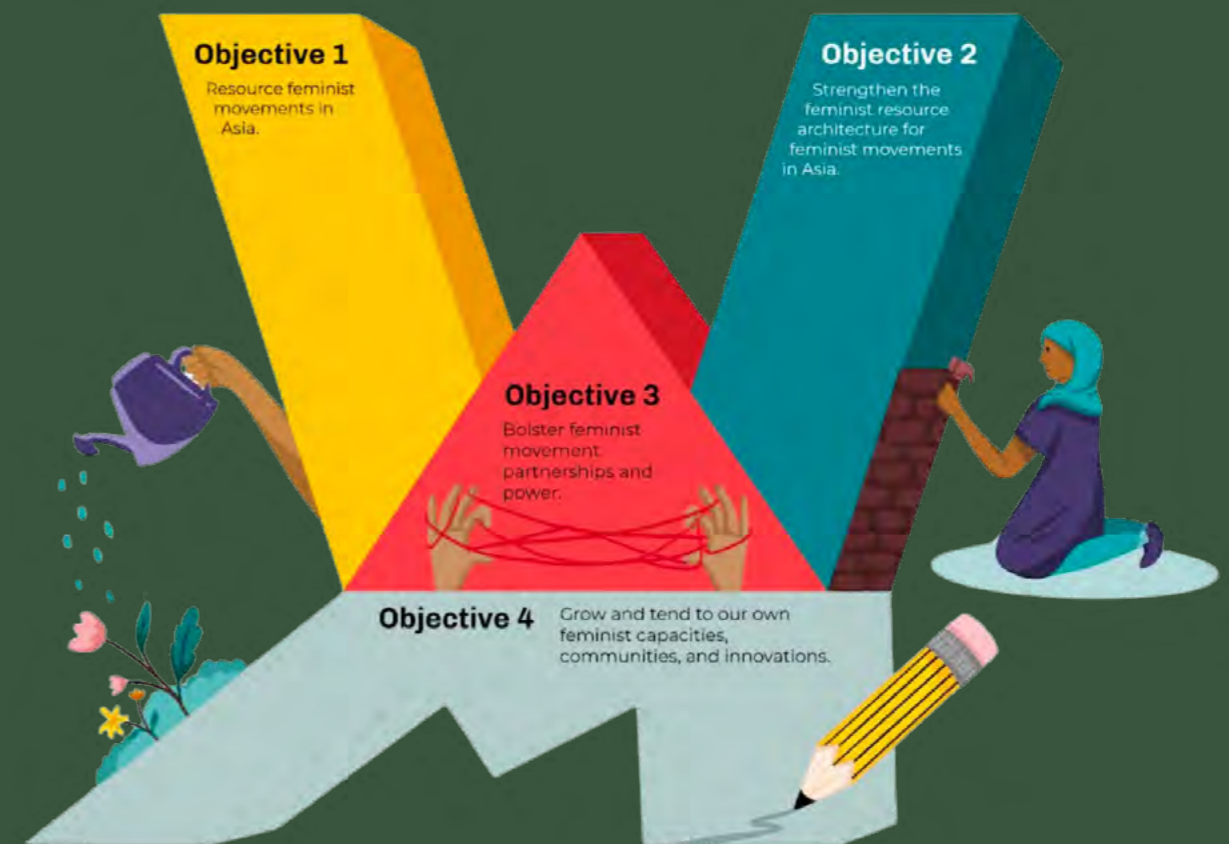 Objective 1
Resource feminist
movements in
Asia.
Objective 2
Strengthen the
feminist resource
architecture for
feminist movements
in Asia.
Objective 3
Bolster feminist
movement
partnerships and
power.
Objective 4
Grow and tend to our own
feminist capacities,
communities, and innovations.